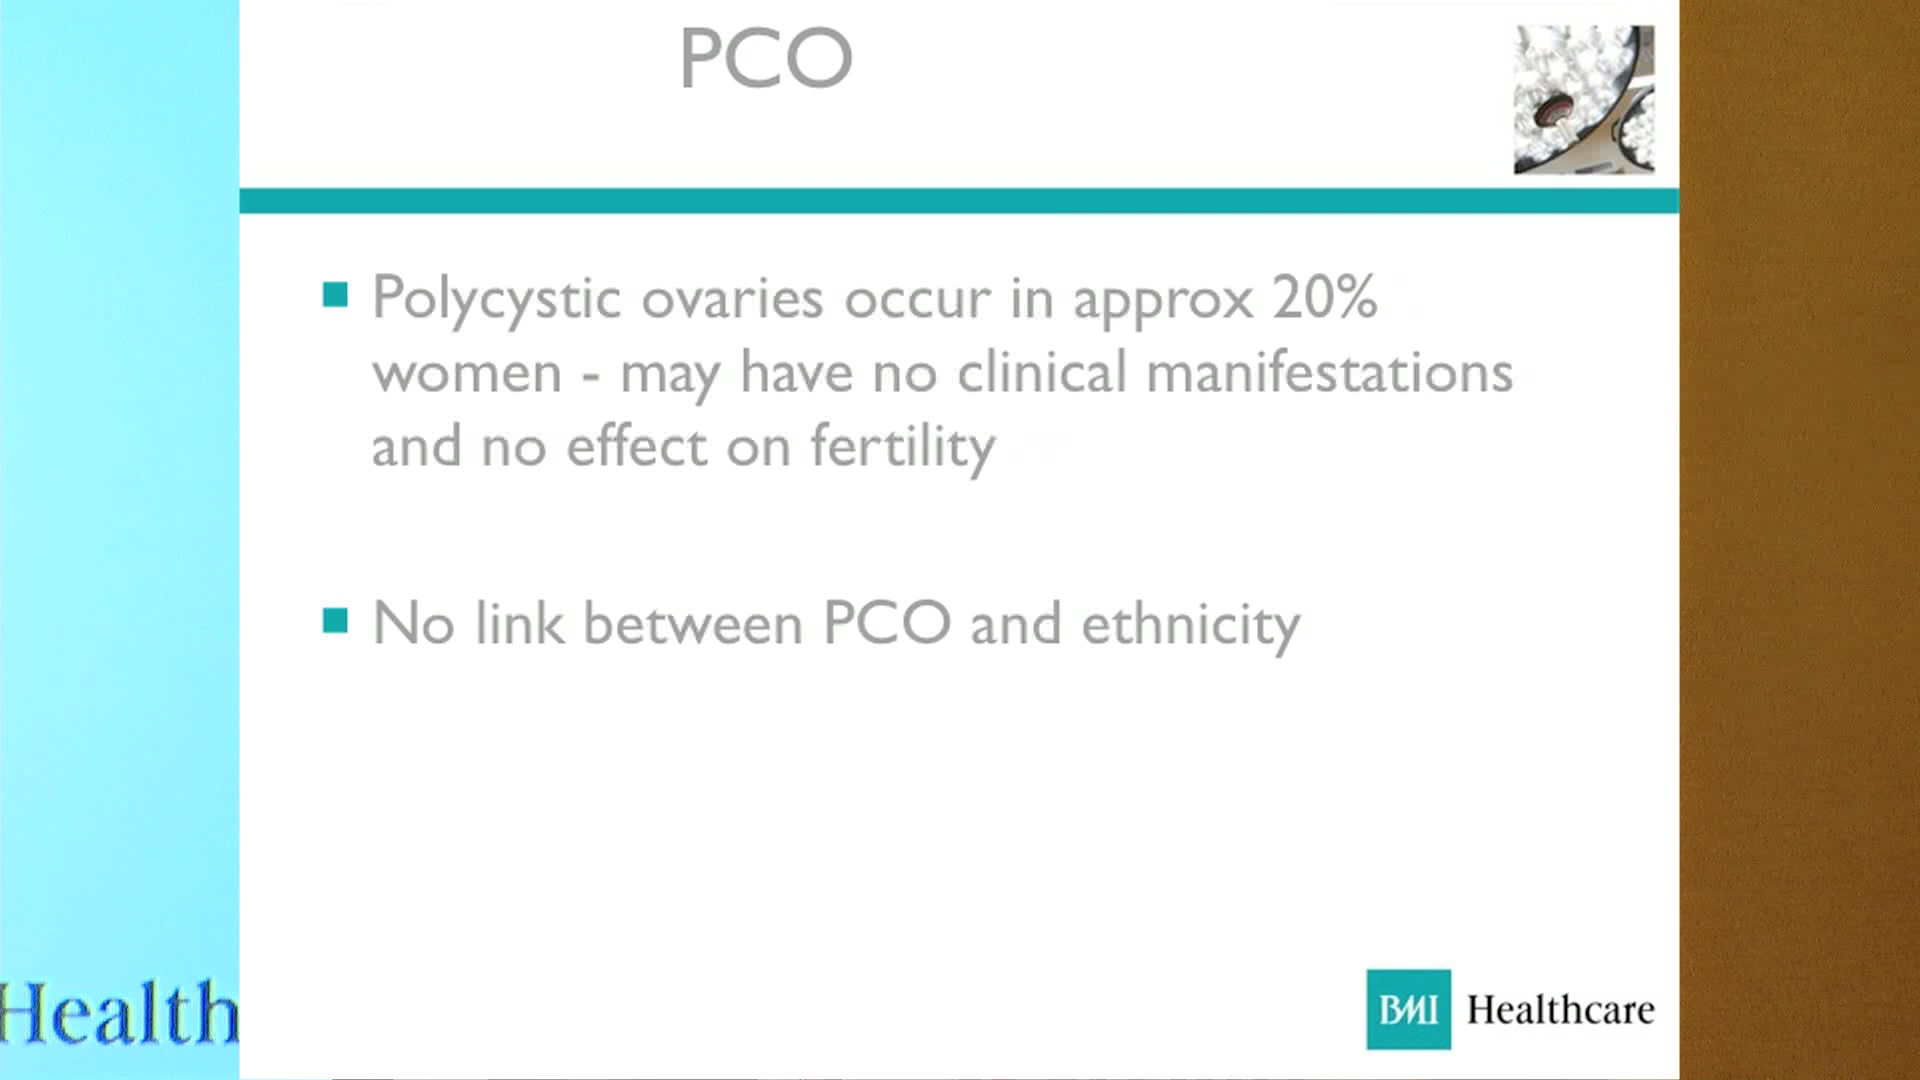 PCO
Polycystic ovaries occur in approx 20%
women - may have no clinical manifestations
and no effect on fertility
No link between PCO and ethnicity
Health
BMI Healthcare